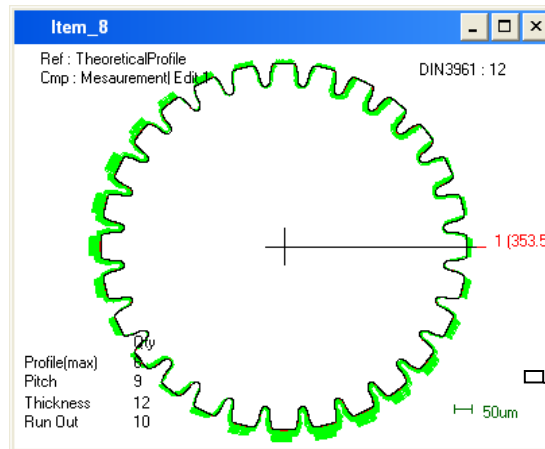 Item_8
Ref : TheoreticalProfile
Cmp : Mesaurement| Edit 1
DIN3961 : 12
1 (353.5
Qty
Profile(max)
Pitch 9
Thickness 12
Run Out 10
50um